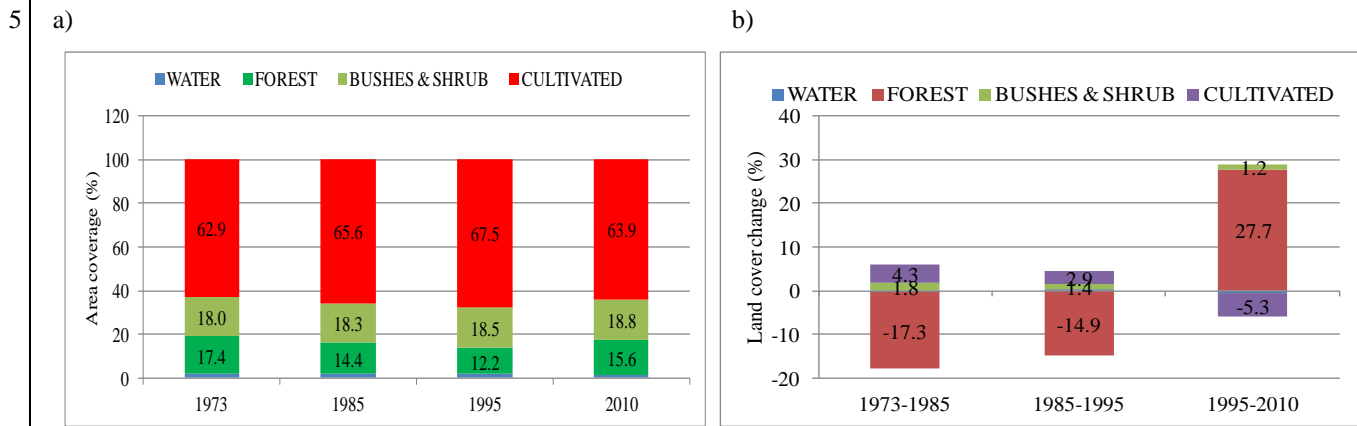 5 a) b)
WATER FOREST BUSHES & SHRUB CULTIVATED
120
100
80
60
40
20
0
Area coverage (%)
62.9 65.6 67.5 63.9
18.0 18.3 18.5 18.8
17.4 14.4 12.2 15.6
1973 1985 1995 2010
WATER FOREST BUSHES & SHRUB CULTIVATED
40
30
20
10
0
-10
-20
Land cover change (%)
4.3 2.9 1.2
1.8 1.4 27.7
-17.3 -14.9 -5.3
1973-1985 1985-1995 1995-2010